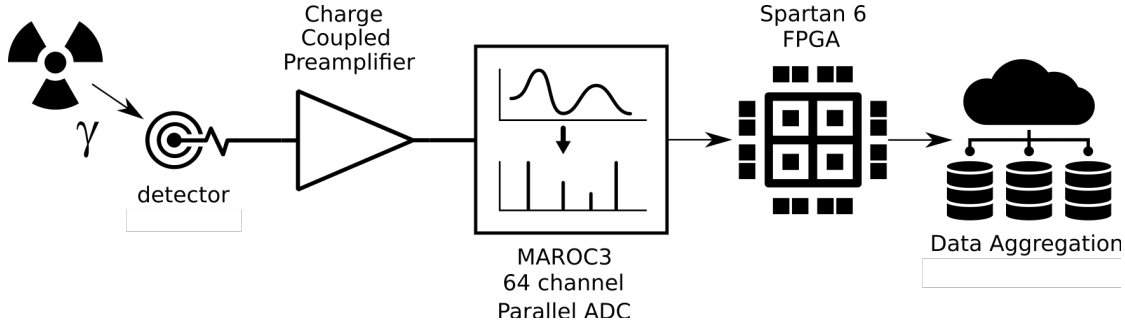 γ
detector
Charge
Coupled
Preamplifier
MAROC3
64 channel
Parallel ADC
Spartan 6
FPGA
Data Aggregation